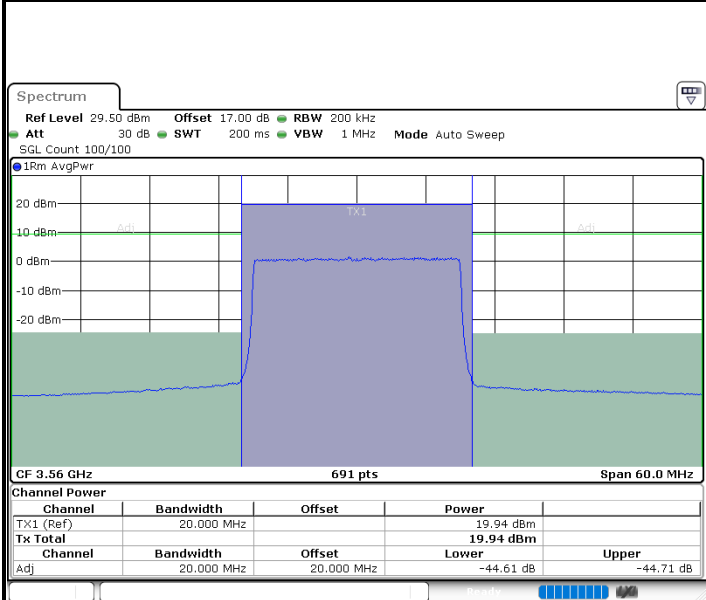 Spectrum
Ref Level 29.50 dBm Offset 17.00 dB RBW 200 kHz
Att 30 dB SWT 200 ms VBW 1 MHz Mode Auto Sweep
SGL Count 100/100
1Rm AvgPwr
20 dBm
TX1
10 dBm Adj Adj
0 dBm
-10 dBm
-20 dBm
CF 3.56 GHz 691 pts Span 60.0 MHz
Channel Power
Channel Bandwidth Offset Power
TX1 (Ref) 20.000 MHz 19.94 dBm
Tx Total 19.94 dBm
Channel Bandwidth Offset Lower Upper
Adj 20.000 MHz 20.000 MHz -44.61 dB -44.71 dB
Ready